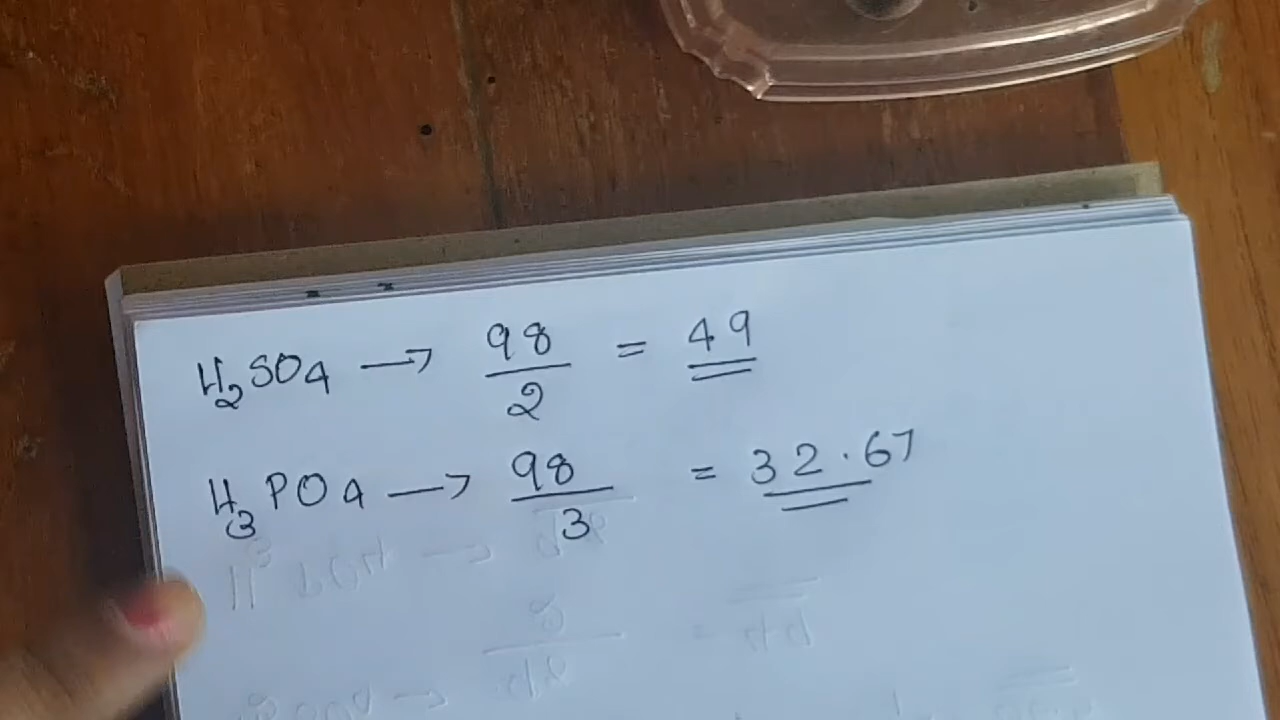 H₂SO₄ → 98/2 = 49
H₃PO₄ → 98/3 = 32.67